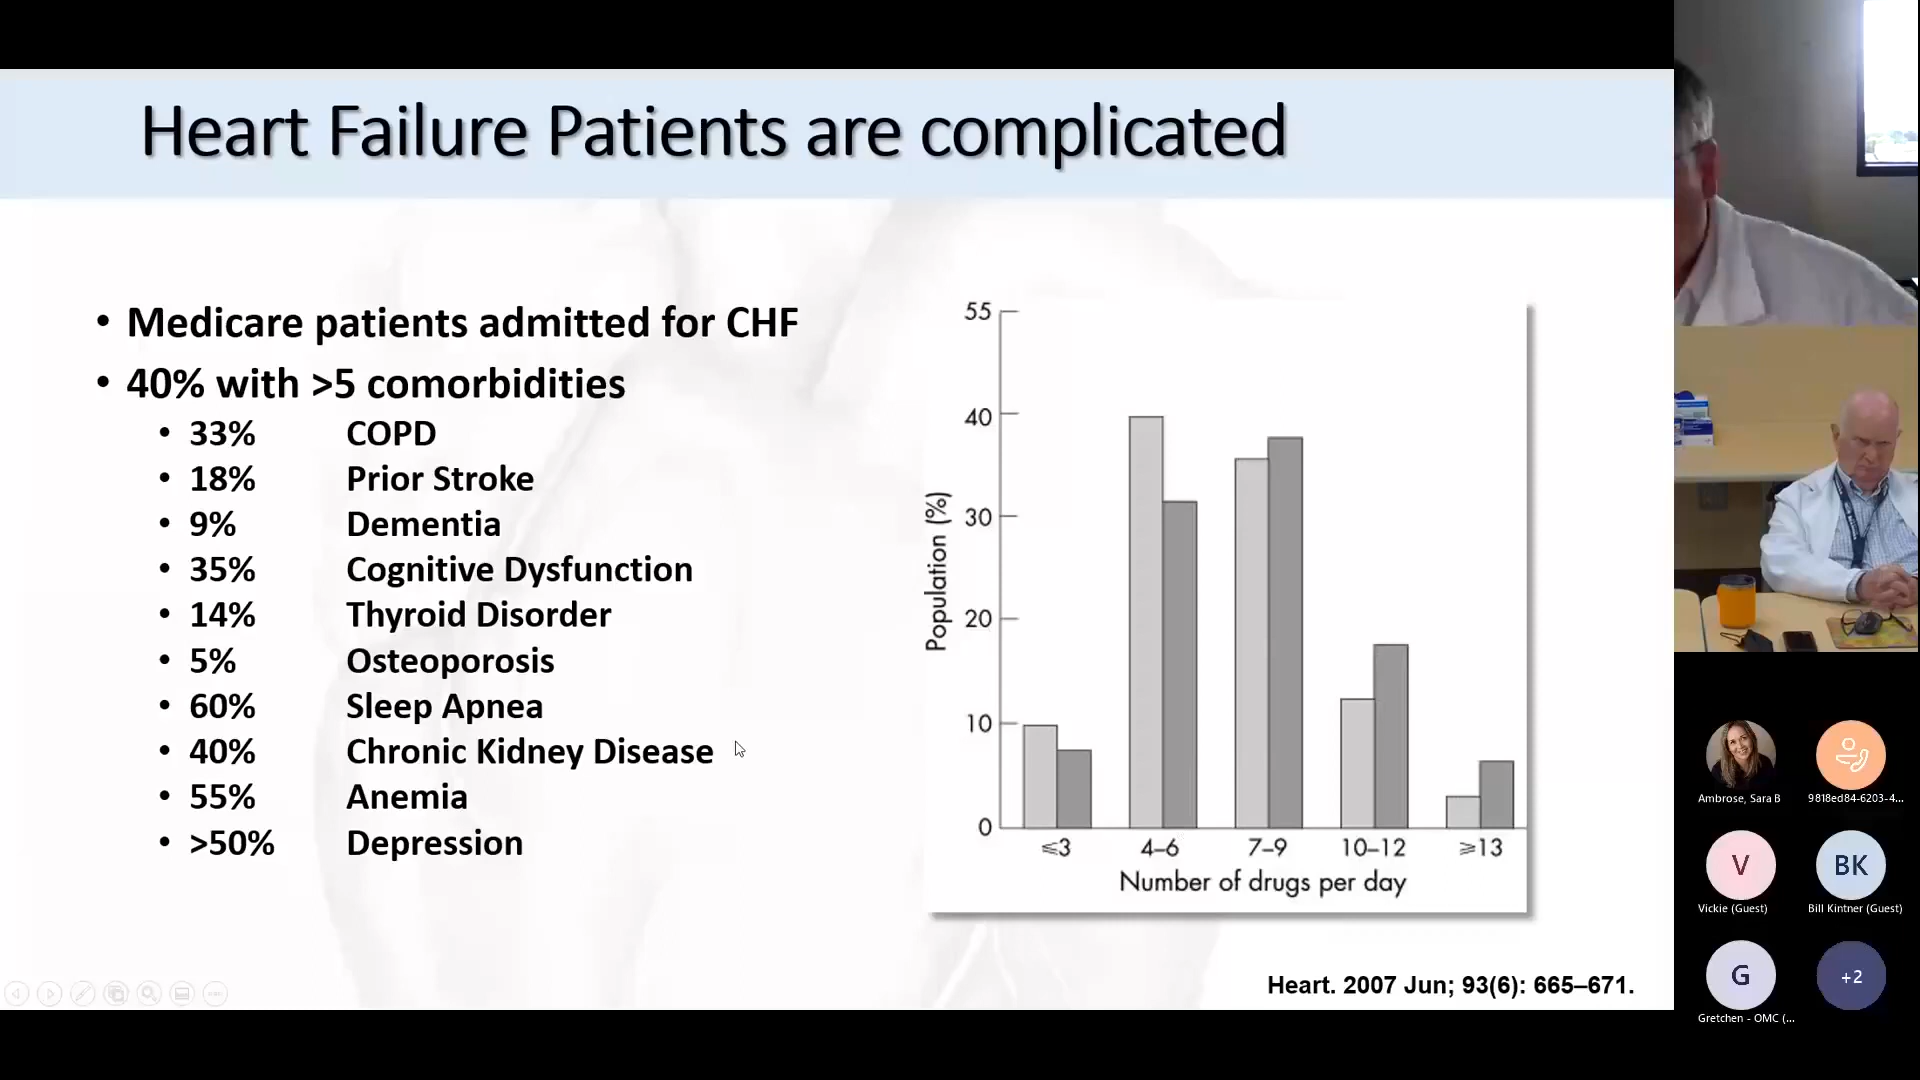 Heart Failure Patients are complicated
• Medicare patients admitted for CHF
• 40% with >5 comorbidities
• 33% COPD
• 18% Prior Stroke
• 9% Dementia
• 35% Cognitive Dysfunction
• 14% Thyroid Disorder
• 5% Osteoporosis
• 60% Sleep Apnea
• 40% Chronic Kidney Disease
• 55% Anemia
• >50% Depression
55
40
30
20
10
0
Population (%)
≤3 4–6 7–9 10–12 ≥13
Number of drugs per day
Heart. 2007 Jun; 93(6): 665–671.
Ambrose, Sara B
9818ed84-6203-4...
V
Vickie (Guest)
BK
Bill Kintner (Guest)
G
Gretchen - OMC (...
+2